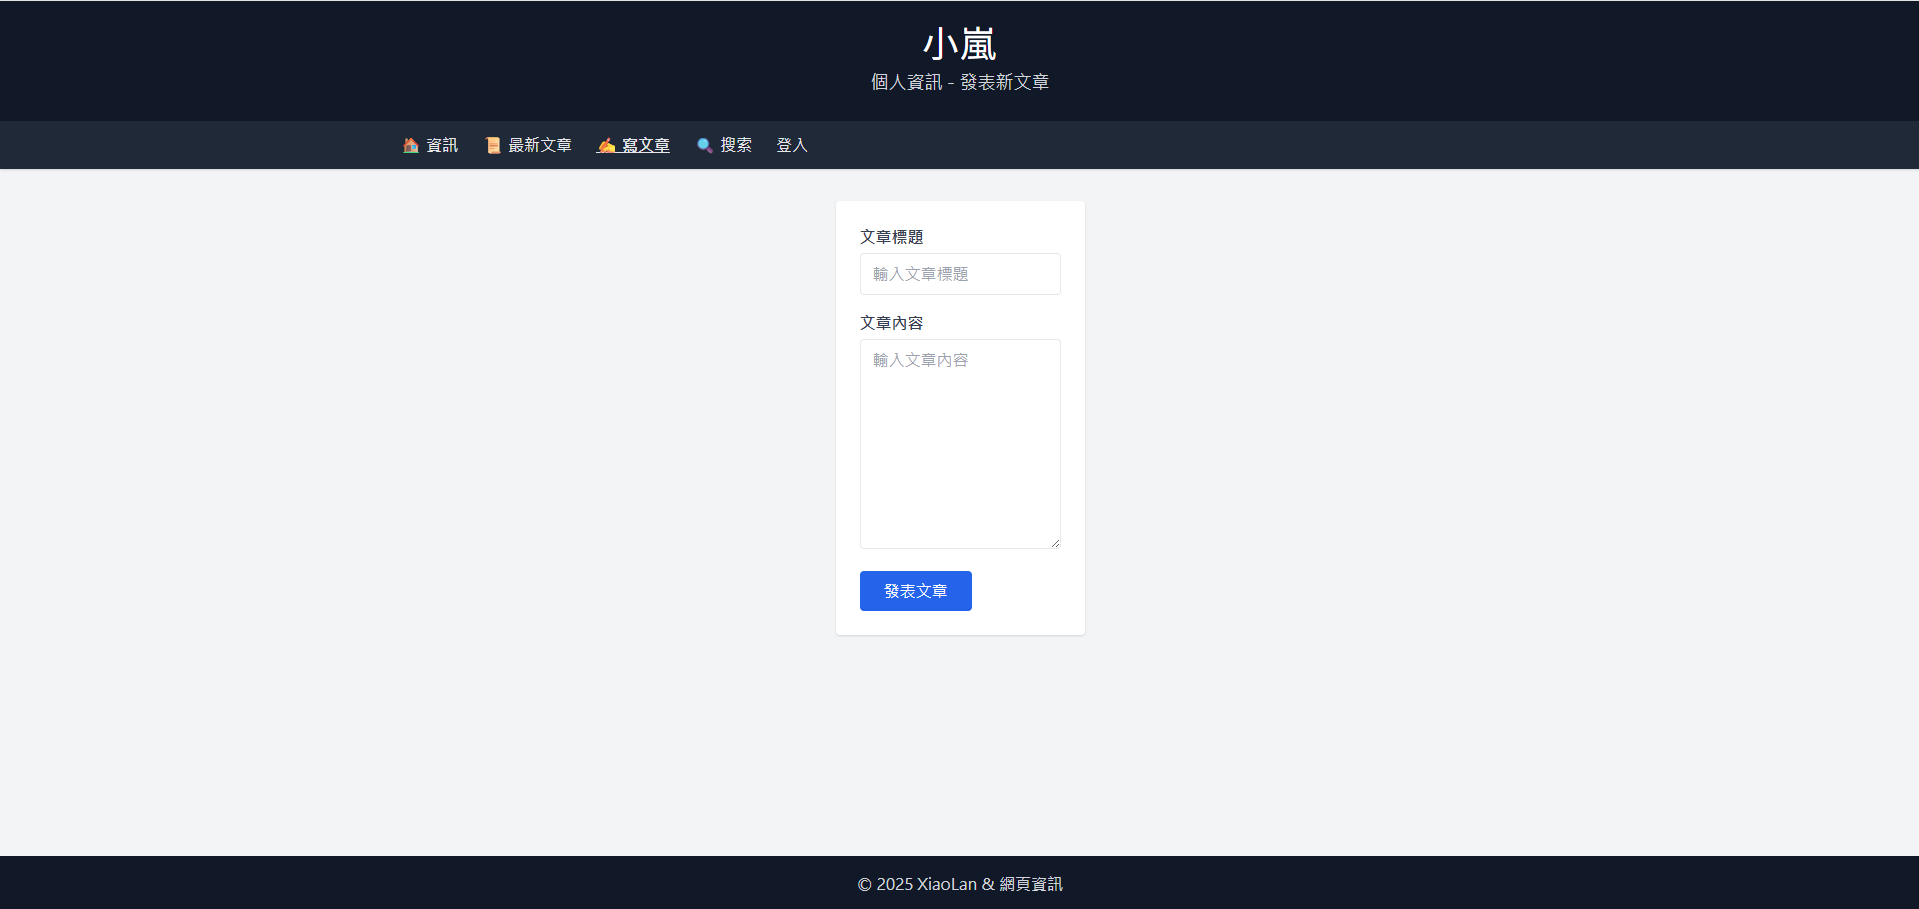 小嵐
個人資訊 - 發表新文章
🏠 資訊 📜 最新文章 ✍️ 寫文章 🔍 搜索 登入
文章標題
輸入文章標題
文章內容
輸入文章內容
發表文章
© 2025 XiaoLan & 網頁資訊